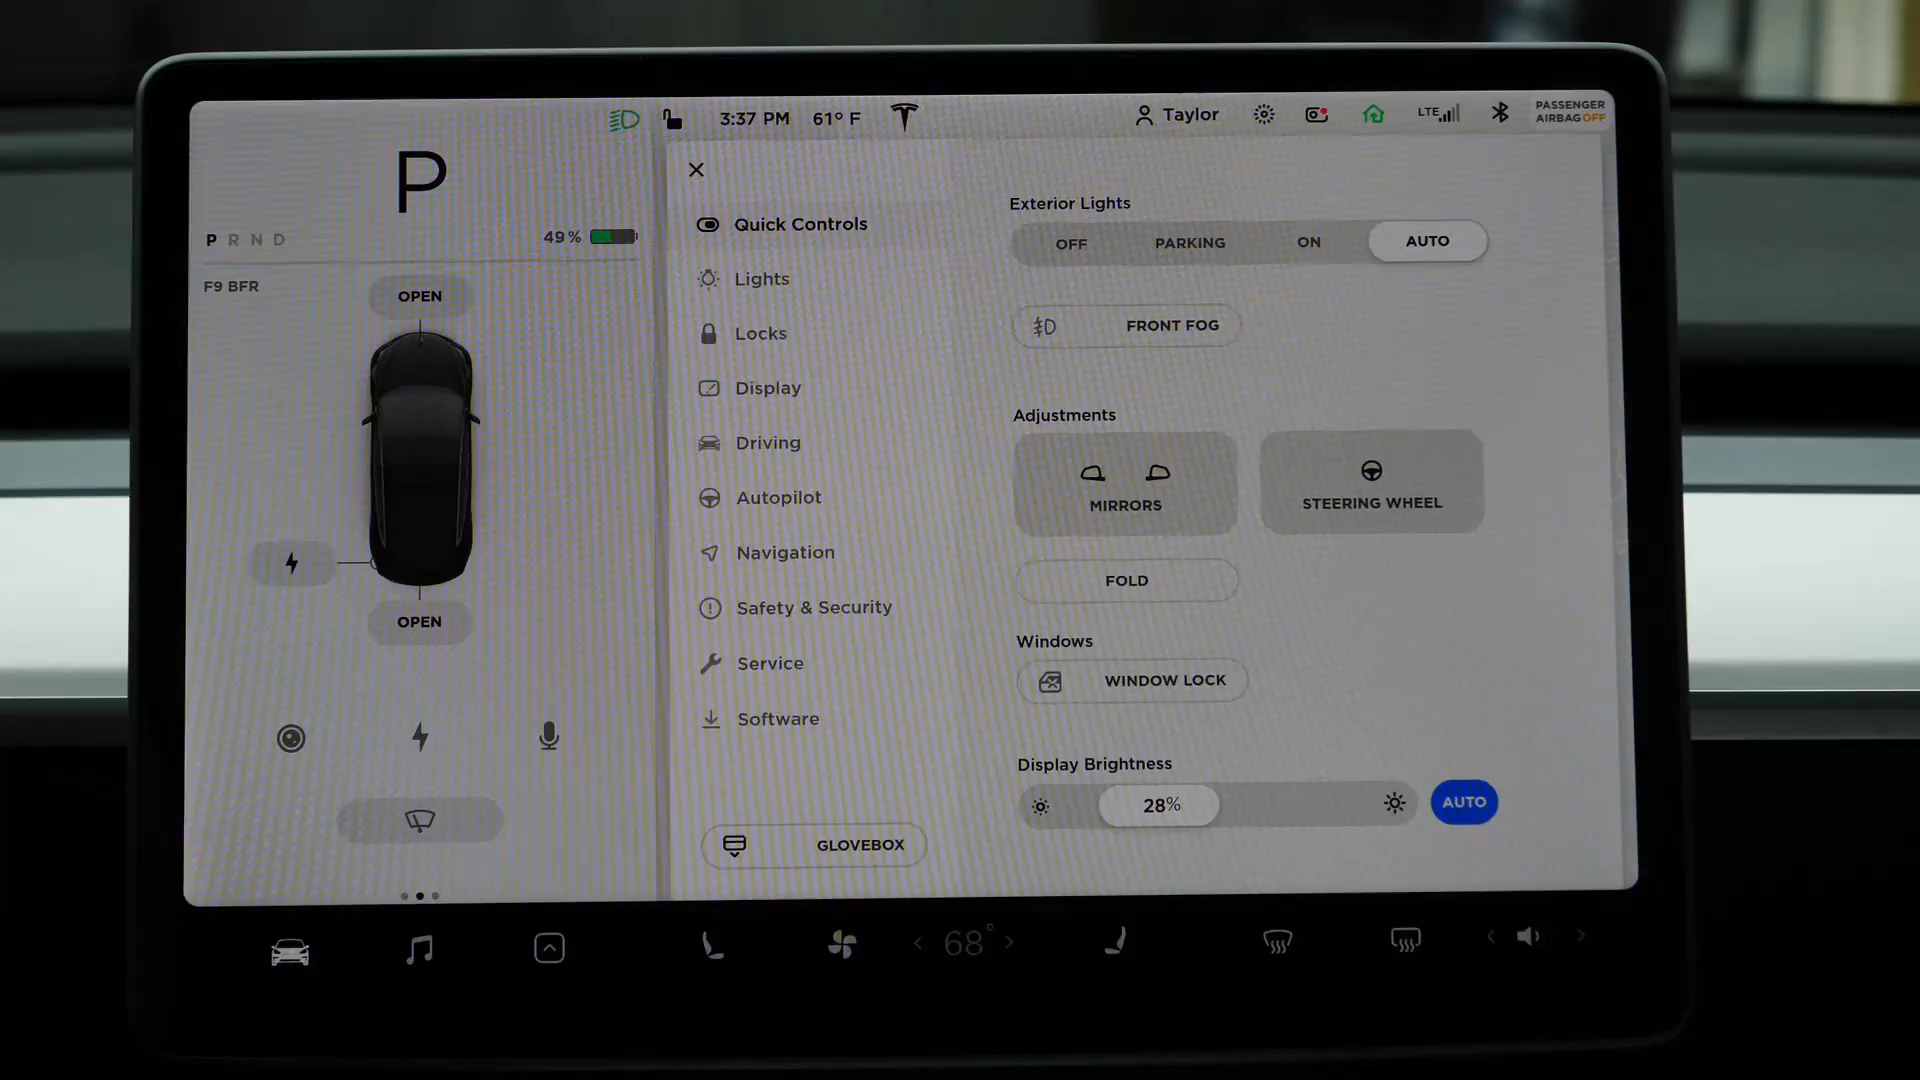 3:37 PM 61° F Taylor LTE PASSENGER
AIRBAG OFF
P
P R N D 49%
F9 BFR
OPEN
OPEN
Quick Controls
Lights
Locks
Display
Driving
Autopilot
Navigation
Safety & Security
Service
Software
GLOVEBOX
Exterior Lights
OFF PARKING ON AUTO
FRONT FOG
Adjustments
MIRRORS STEERING WHEEL
FOLD
Windows
WINDOW LOCK
Display Brightness
28% AUTO
< 68° >